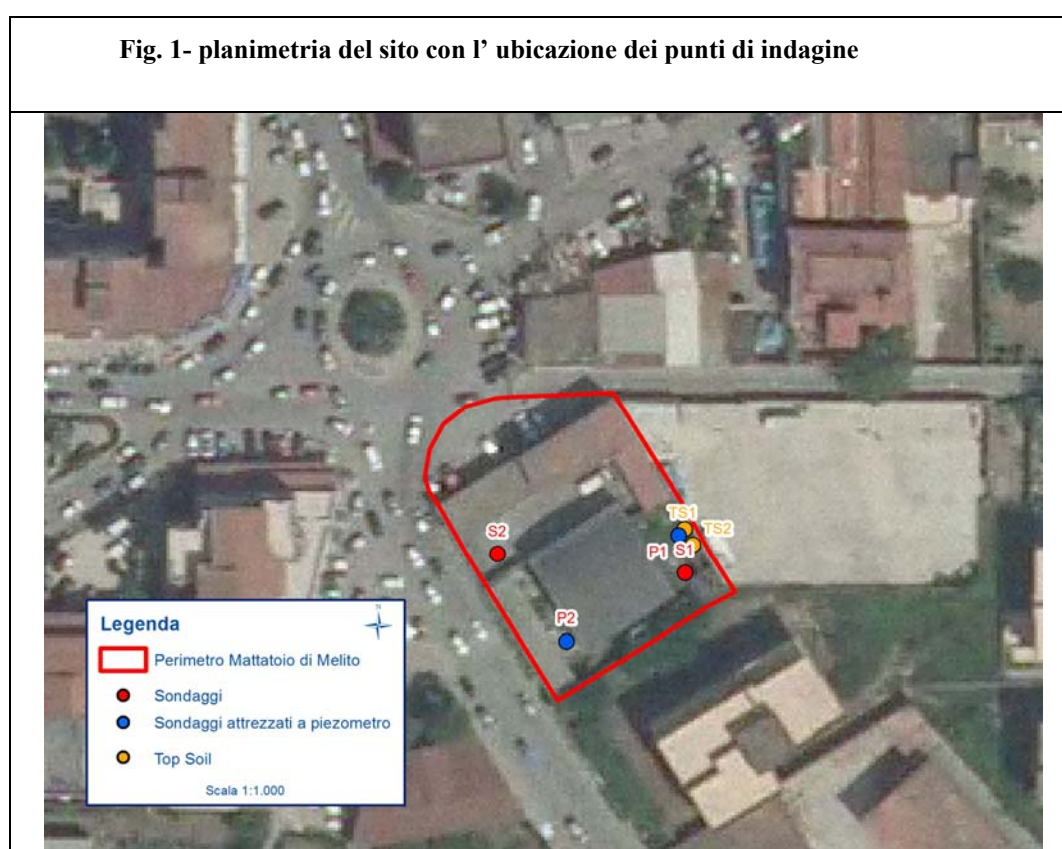 Fig. 1- planimetria del sito con l’ ubicazione dei punti di indagine
TS1
TS2
S2
P1
S1
P2
Legenda
N
Perimetro Mattatoio di Melito
Sondaggi
Sondaggi attrezzati a piezometro
Top Soil
Scala 1:1.000